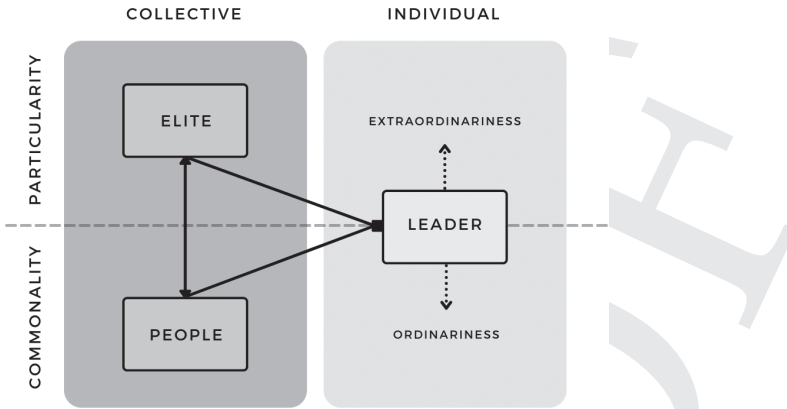 COLLECTIVE
INDIVIDUAL
PARTICULARITY
ELITE
EXTRAORDINARINESS
LEADER
COMMONALITY
PEOPLE
ORDINARINESS